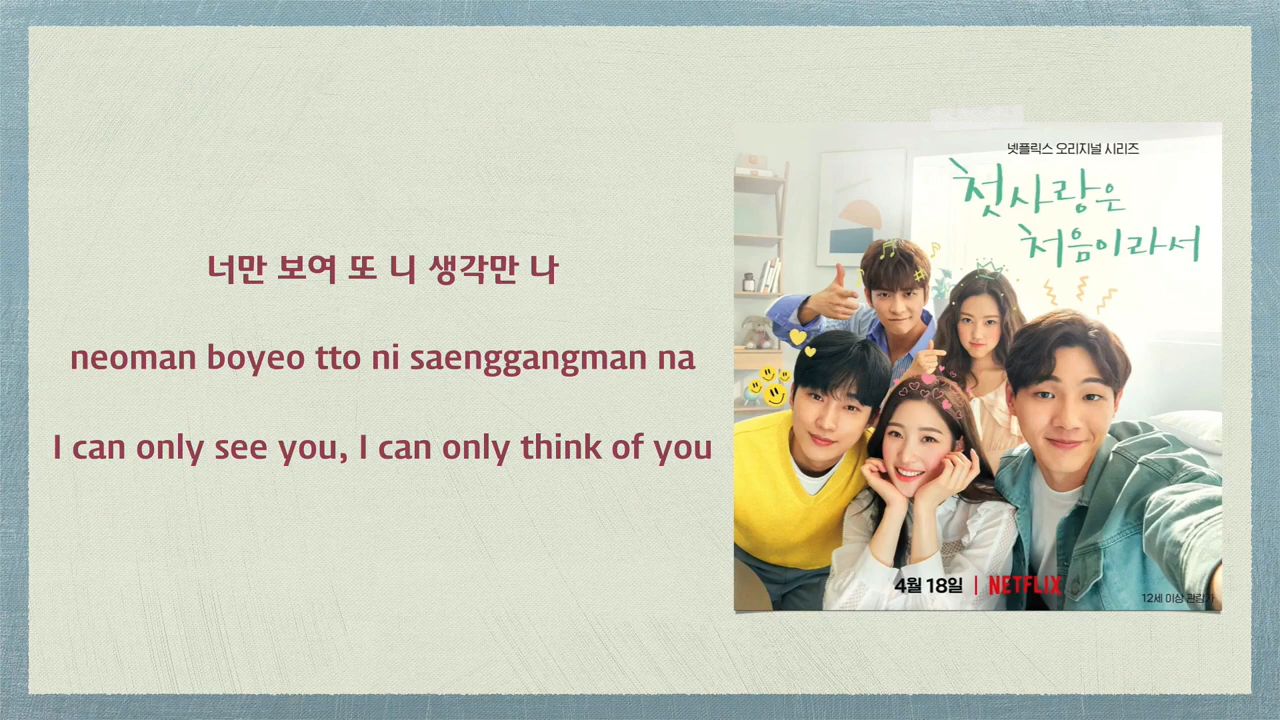 너만 보여 또 니 생각만 나
neoman boyeo tto ni saenggangman na
I can only see you, I can only think of you
넷플릭스 오리지널 시리즈
첫사랑은
처음이라서
4월 18일 | NETFLIX
12세 이상 관람가